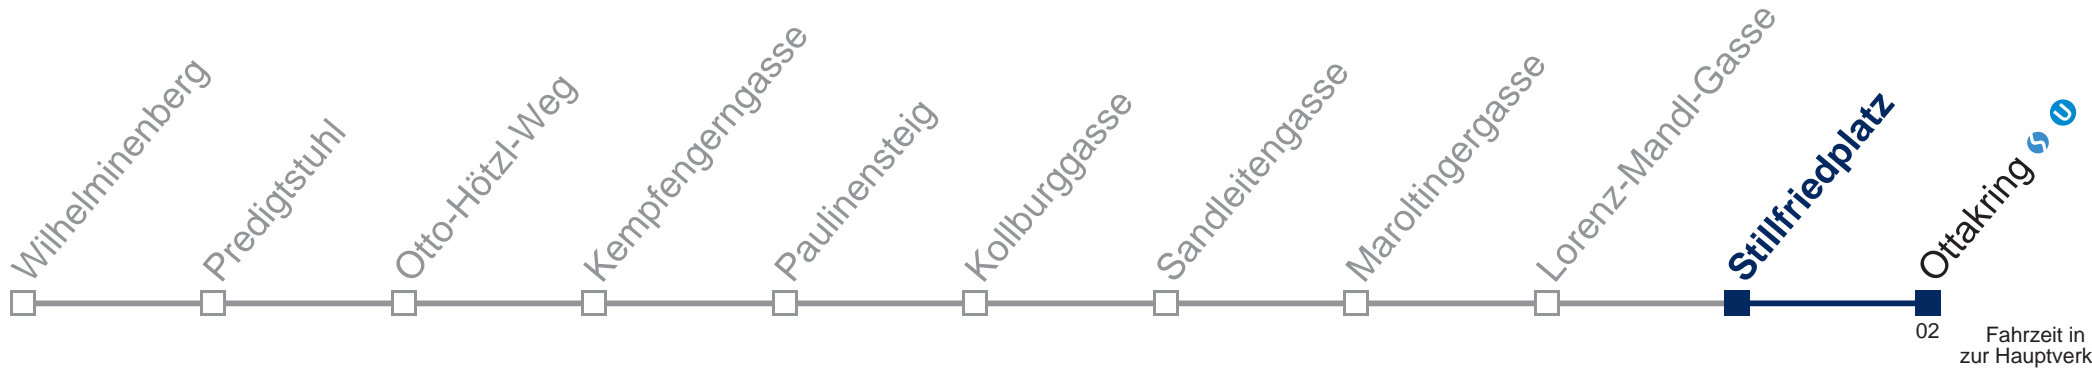 Wilhelminenberg
Predigtstuhl
Otto-Hötzl-Weg
Kempfengerngasse
Paulinensteig
Kollburggasse
Sandleitengasse
Maroltingergasse
Lorenz-Mandl-Gasse
Stillfriedplatz
Ottakring S U
02
Fahrzeit in
zur Hauptverk